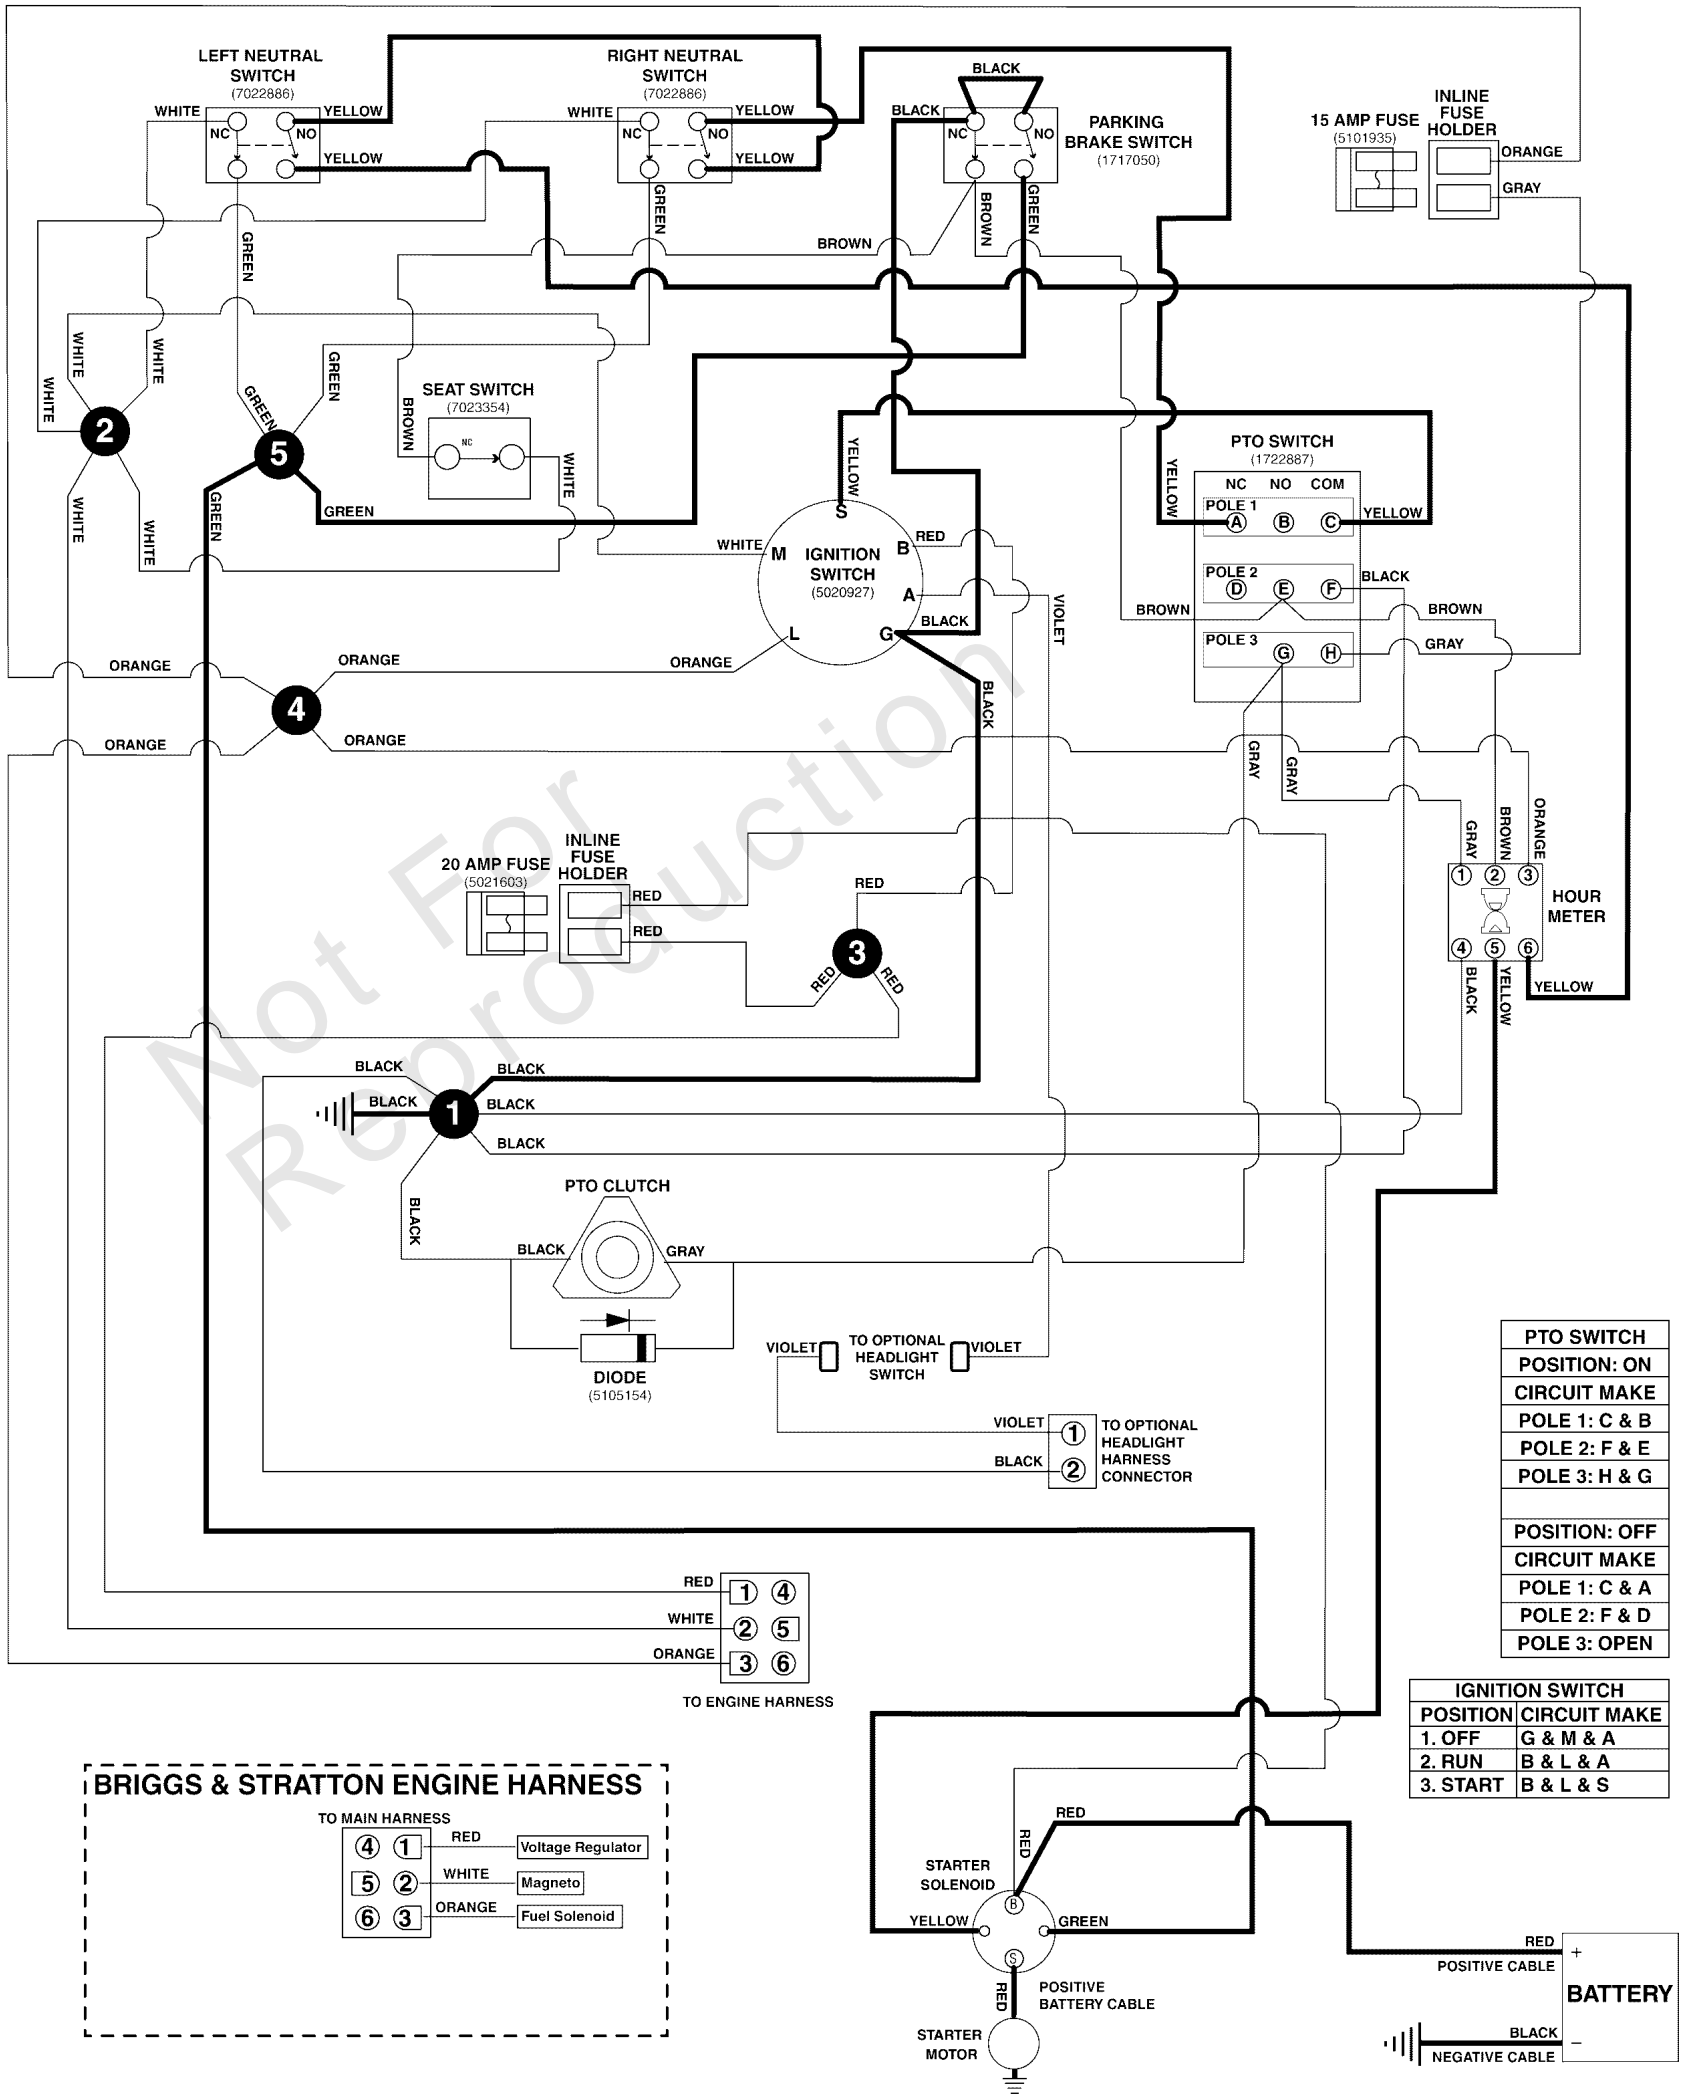 LEFT NEUTRAL
SWITCH
(7022886)
WHITE
YELLOW
NC
NO
YELLOW
GREEN
RIGHT NEUTRAL
SWITCH
(7022886)
WHITE
YELLOW
NC
NO
YELLOW
GREEN
BLACK
BLACK
NC
NO
PARKING
BRAKE SWITCH
(1717050)
BROWN
GREEN
BROWN
15 AMP FUSE
(5101935)
INLINE
FUSE
HOLDER
ORANGE
GRAY
WHITE
WHITE
WHITE
2
WHITE
WHITE
GREEN
GREEN
5
GREEN
GREEN
SEAT SWITCH
(7023354)
NC
BROWN
WHITE
YELLOW
S
WHITE
M
IGNITION
SWITCH
(5020927)
B
RED
A
L
G
BLACK
VIOLET
BLACK
PTO SWITCH
(1722887)
NC NO COM
POLE 1
A B C
YELLOW
YELLOW
POLE 2
D E F
BLACK
BROWN
BROWN
POLE 3
G H
GRAY
GRAY
GRAY
ORANGE
ORANGE
ORANGE
4
ORANGE
ORANGE
GRAY
BROWN
ORANGE
1 2 3
HOUR
METER
4 5 6
BLACK
YELLOW
YELLOW
20 AMP FUSE
(5021603)
INLINE
FUSE
HOLDER
RED
RED
RED
3
RED
RED
Not For
Reproduction
BLACK
BLACK
BLACK
1
BLACK
BLACK
BLACK
PTO CLUTCH
BLACK
GRAY
DIODE
(5105154)
VIOLET
TO OPTIONAL
HEADLIGHT
SWITCH
VIOLET
VIOLET
1
BLACK
2
TO OPTIONAL
HEADLIGHT
HARNESS
CONNECTOR
RED
1 4
WHITE
2 5
ORANGE
3 6
TO ENGINE HARNESS
PTO SWITCH
POSITION: ON
CIRCUIT MAKE
POLE 1: C & B
POLE 2: F & E
POLE 3: H & G
POSITION: OFF
CIRCUIT MAKE
POLE 1: C & A
POLE 2: F & D
POLE 3: OPEN
IGNITION SWITCH
POSITION CIRCUIT MAKE
1. OFF G & M & A
2. RUN B & L & A
3. START B & L & S
BRIGGS & STRATTON ENGINE HARNESS
TO MAIN HARNESS
4 1
RED
Voltage Regulator
5 2
WHITE
Magneto
6 3
ORANGE
Fuel Solenoid
RED
RED
STARTER
SOLENOID
B
YELLOW
GREEN
S
RED
POSITIVE
BATTERY CABLE
STARTER
MOTOR
RED
+
POSITIVE CABLE
BATTERY
BLACK
−
NEGATIVE CABLE